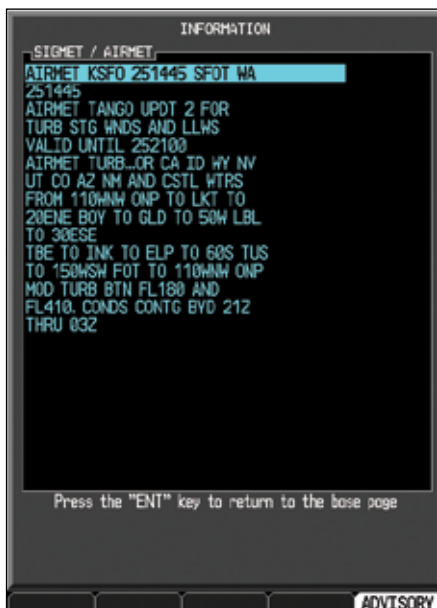 INFORMATION
SIGMET / AIRMET
AIRMET KSFO 251445 SFOT WA
251445
AIRMET TANGO UPDT 2 FOR
TURB STG WNDS AND LLWS
VALID UNTIL 252100
AIRMET TURB...OR CA ID WY NV
UT CO AZ NM AND CSTL WTRS
FROM 110WNW ONP TO LKT TO
20ENE BOY TO GLD TO 50W LBL
TO 30ESE
TBE TO INK TO ELP TO 60S TUS
TO 150WSW FOT TO 110WNW ONP
MOD TURB BTN FL180 AND
FL410. CONDS CONTG BYD 21Z
THRU 03Z
Press the "ENT" key to return to the base page
ADVISORY